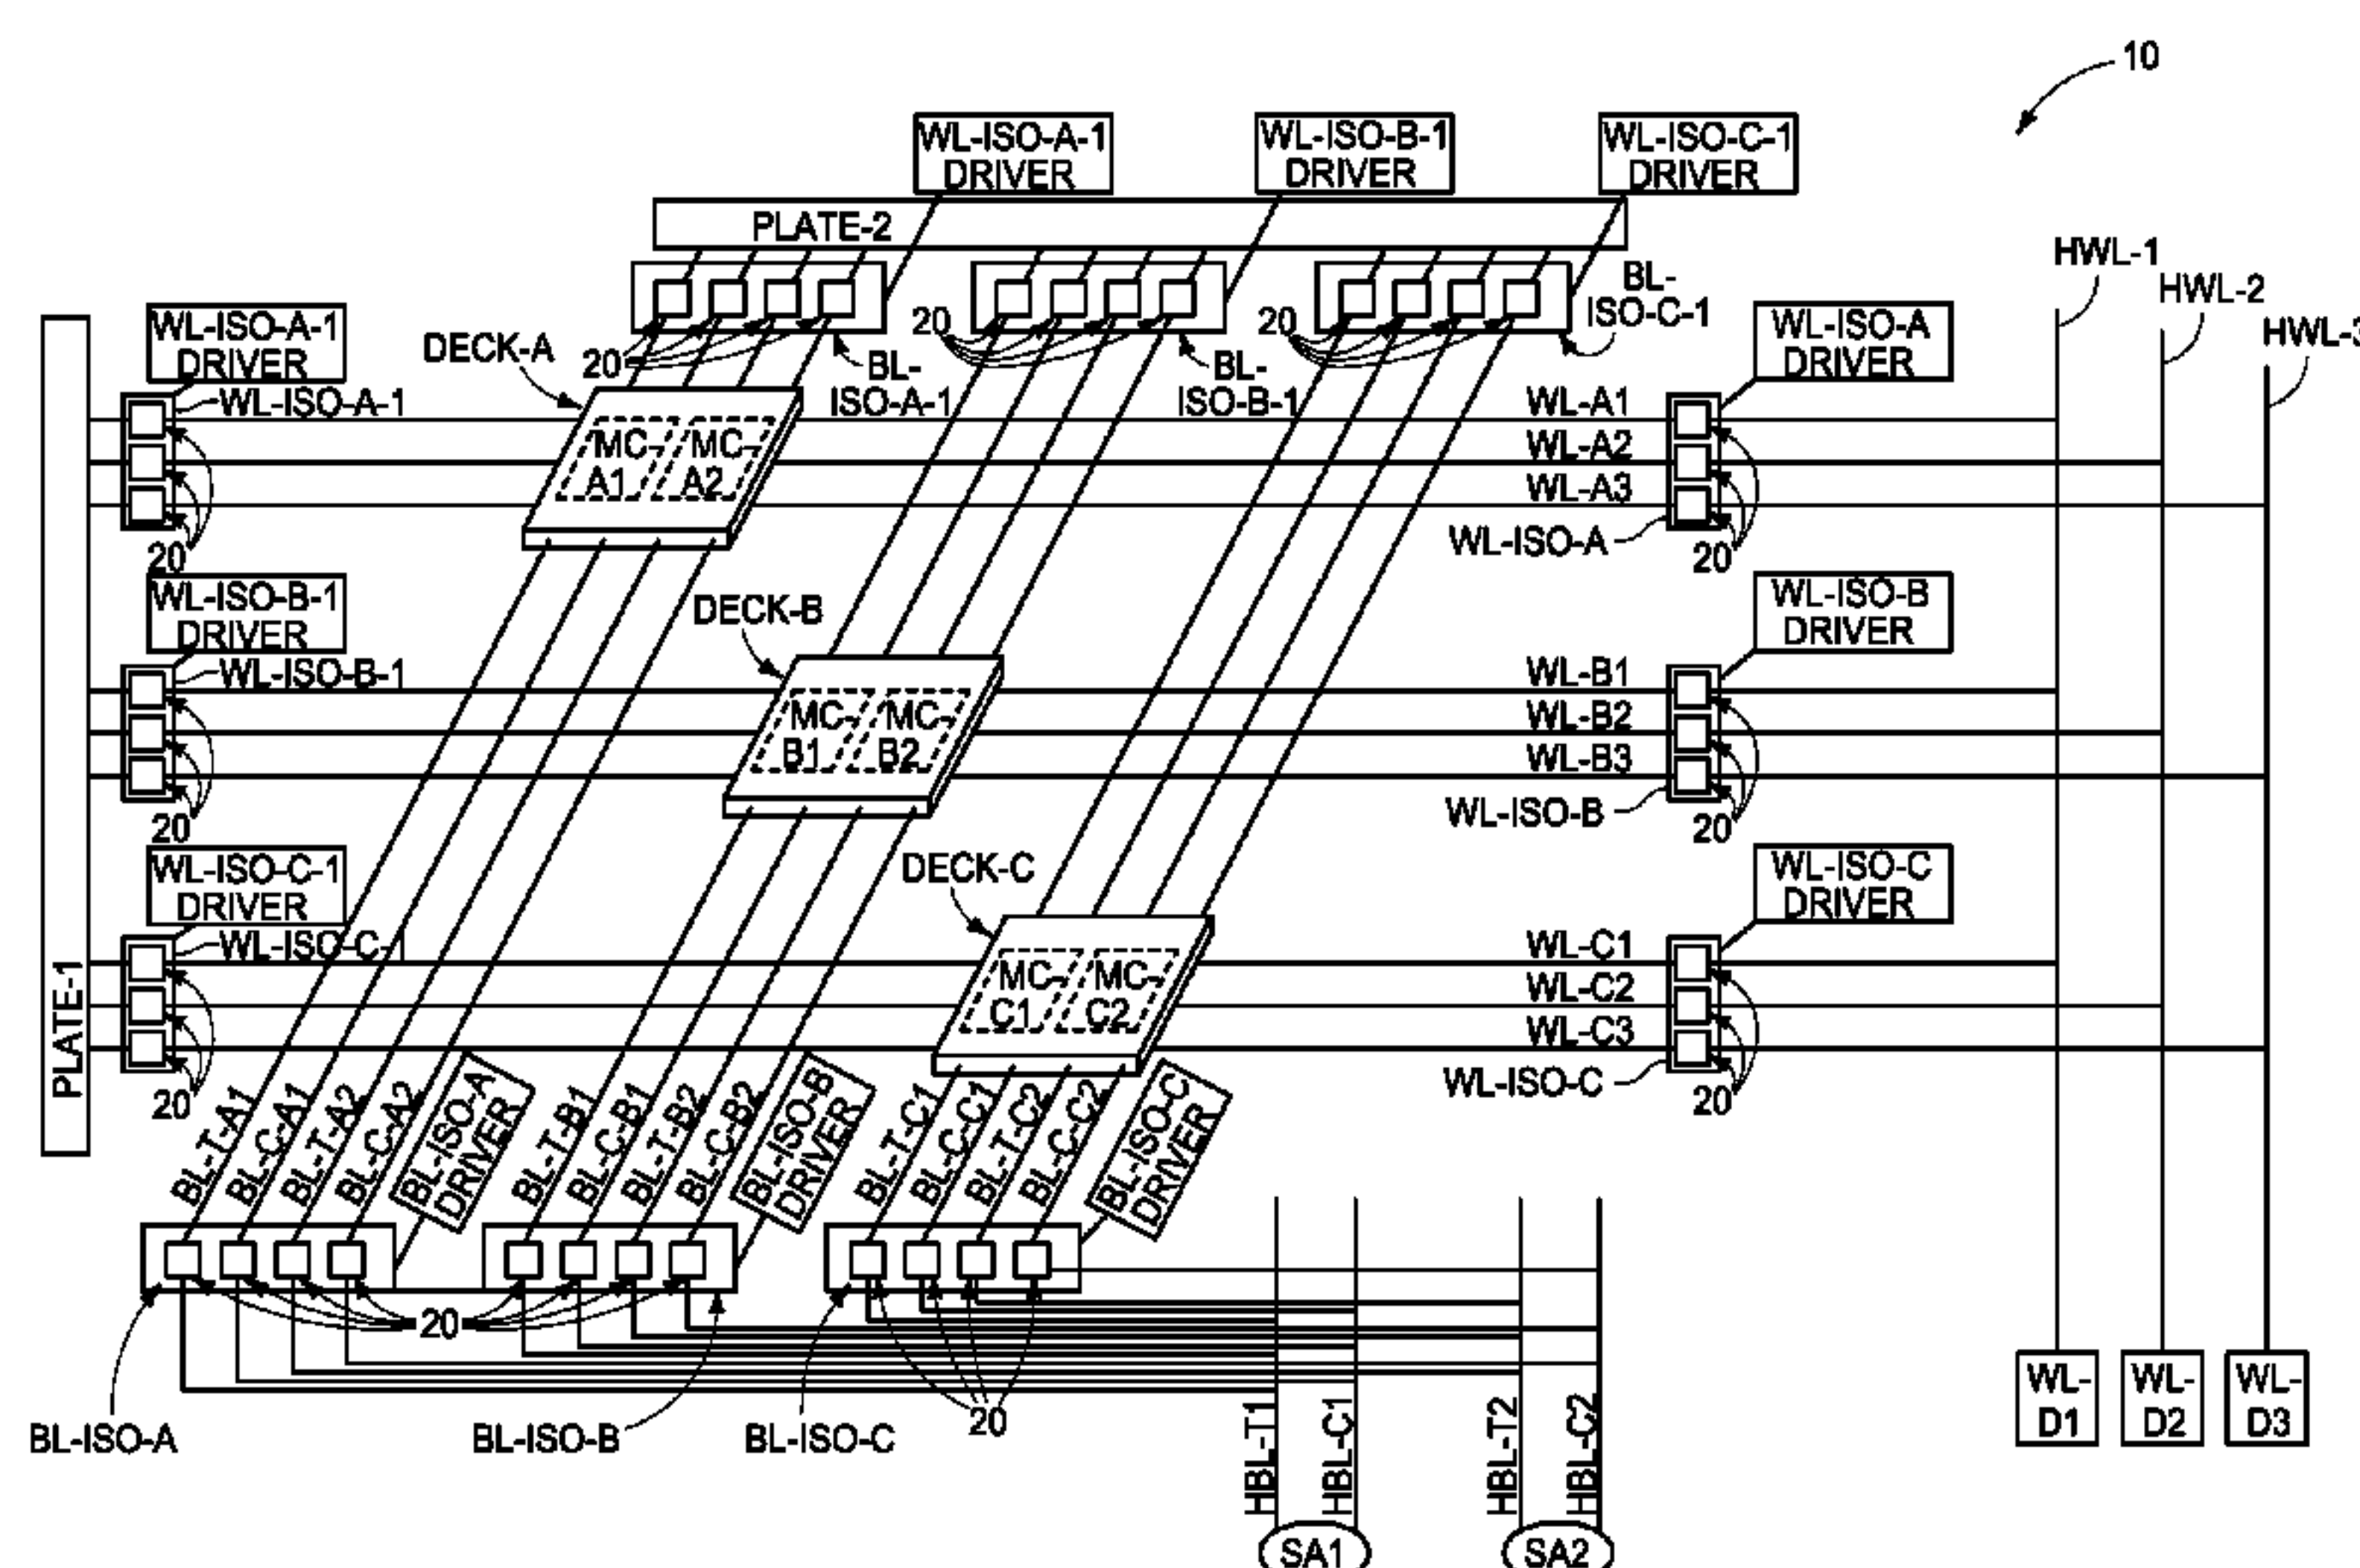 10
WL-ISO-A-1
DRIVER
WL-ISO-B-1
DRIVER
WL-ISO-C-1
DRIVER
PLATE-2
HWL-1
HWL-2
HWL-3
BL-
ISO-C-1
20
20
20
BL-
ISO-A-1
BL-
ISO-B-1
WL-ISO-A-1
DRIVER
DECK-A
WL-ISO-A
DRIVER
WL-ISO-A-1
MC-
A1
MC-
A2
WL-A1
WL-A2
WL-A3
WL-ISO-A
20
20
WL-ISO-B-1
DRIVER
DECK-B
WL-ISO-B
DRIVER
WL-ISO-B-1
MC-
B1
MC-
B2
WL-B1
WL-B2
WL-B3
WL-ISO-B
20
20
WL-ISO-C-1
DRIVER
DECK-C
WL-ISO-C
DRIVER
WL-ISO-C-1
MC-
C1
MC-
C2
WL-C1
WL-C2
WL-C3
WL-ISO-C
20
20
PLATE-1
BL-T-A1
BL-C-A1
BL-T-A2
BL-C-A2
BL-ISO-A
DRIVER
BL-T-B1
BL-C-B1
BL-T-B2
BL-C-B2
BL-ISO-B
DRIVER
BL-T-C1
BL-C-C1
BL-T-C2
BL-C-C2
BL-ISO-C
DRIVER
20
20
BL-ISO-A
BL-ISO-B
BL-ISO-C
HBL-T1
HBL-C1
HBL-T2
HBL-C2
WL-
D1
WL-
D2
WL-
D3
SA1
SA2